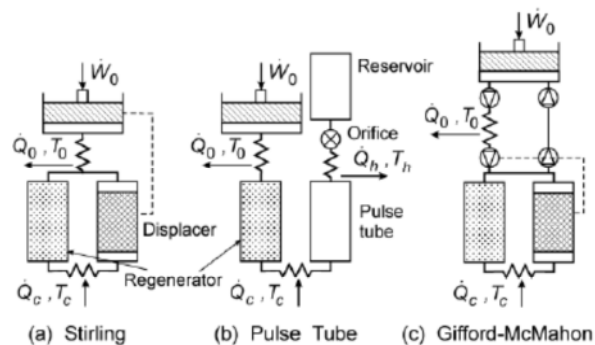 Ẇ₀
Q̇₀ , T₀
Displacer
Regenerator
Q̇c , Tc
(a) Stirling
Ẇ₀
Reservoir
Orifice
Q̇₀ , T₀
Q̇h , Th
Pulse
tube
Q̇c , Tc
(b) Pulse Tube
Ẇ₀
Q̇₀ , T₀
Q̇c , Tc
(c) Gifford-McMahon